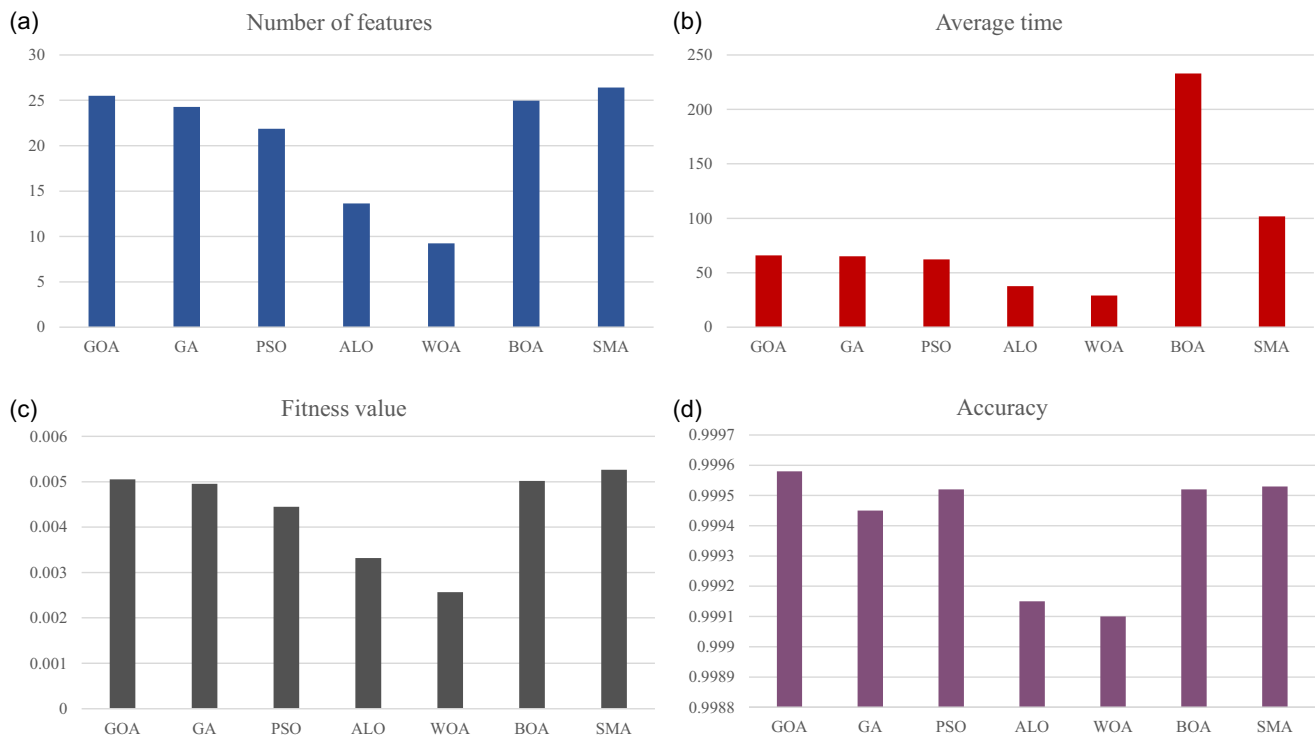 (a)
Number of features
30
25
20
15
10
5
0
GOA GA PSO ALO WOA BOA SMA
(b)
Average time
250
200
150
100
50
0
GOA GA PSO ALO WOA BOA SMA
(c)
Fitness value
0.006
0.005
0.004
0.003
0.002
0.001
0
GOA GA PSO ALO WOA BOA SMA
(d)
Accuracy
0.9997
0.9996
0.9995
0.9994
0.9993
0.9992
0.9991
0.999
0.9989
0.9988
GOA GA PSO ALO WOA BOA SMA